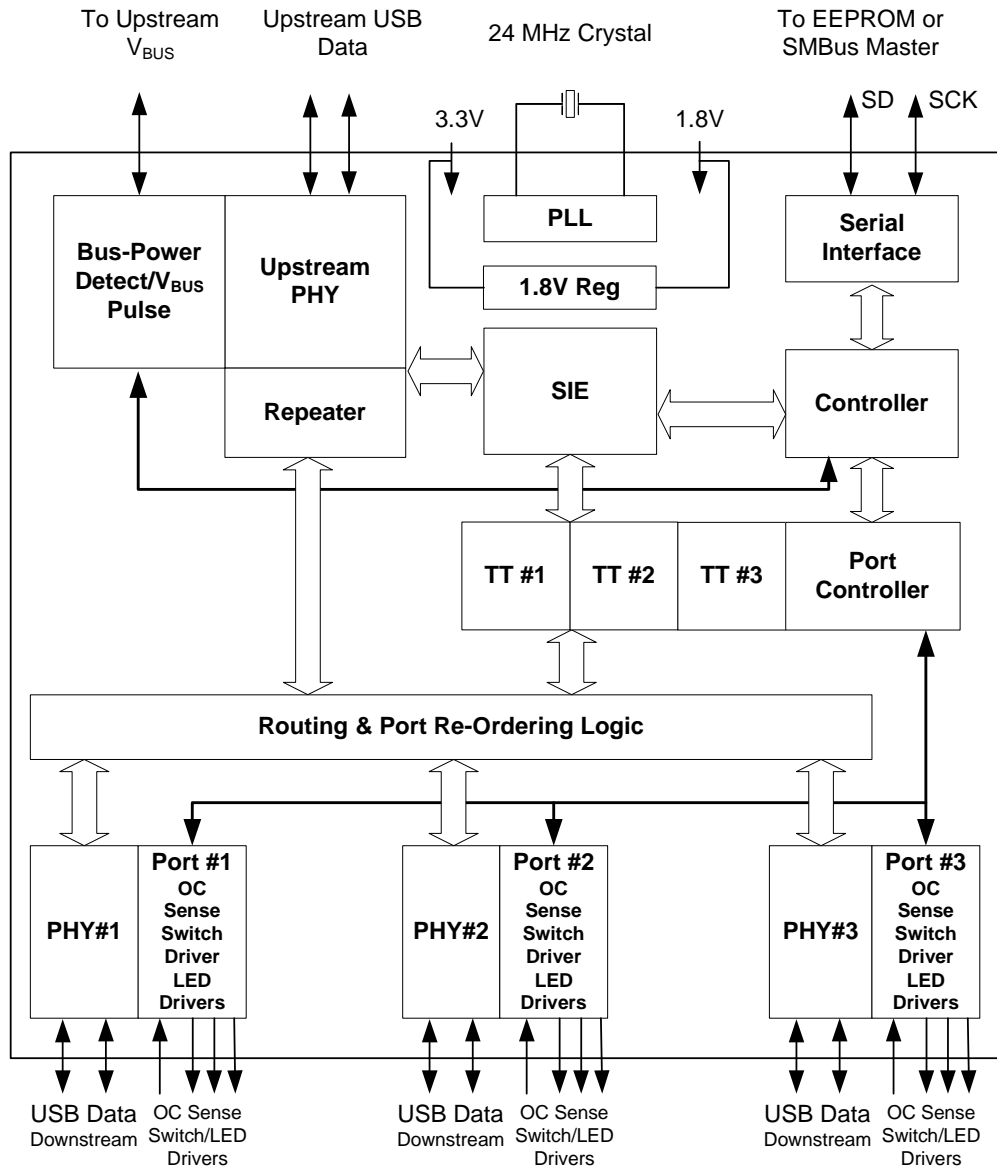 To Upstream
VBUS
Upstream USB
Data
24 MHz Crystal
To EEPROM or
SMBus Master
3.3V
1.8V
SD
SCK
Bus-Power
Detect/VBUS
Pulse
Upstream
PHY
PLL
1.8V Reg
Serial
Interface
Repeater
SIE
Controller
TT #1
TT #2
TT #3
Port
Controller
Routing & Port Re-Ordering Logic
PHY#1
Port #1
OC
Sense
Switch
Driver
LED
Drivers
PHY#2
Port #2
OC
Sense
Switch
Driver
LED
Drivers
PHY#3
Port #3
OC
Sense
Switch
Driver
LED
Drivers
USB Data
Downstream
OC Sense
Switch/LED
Drivers
USB Data
Downstream
OC Sense
Switch/LED
Drivers
USB Data
Downstream
OC Sense
Switch/LED
Drivers